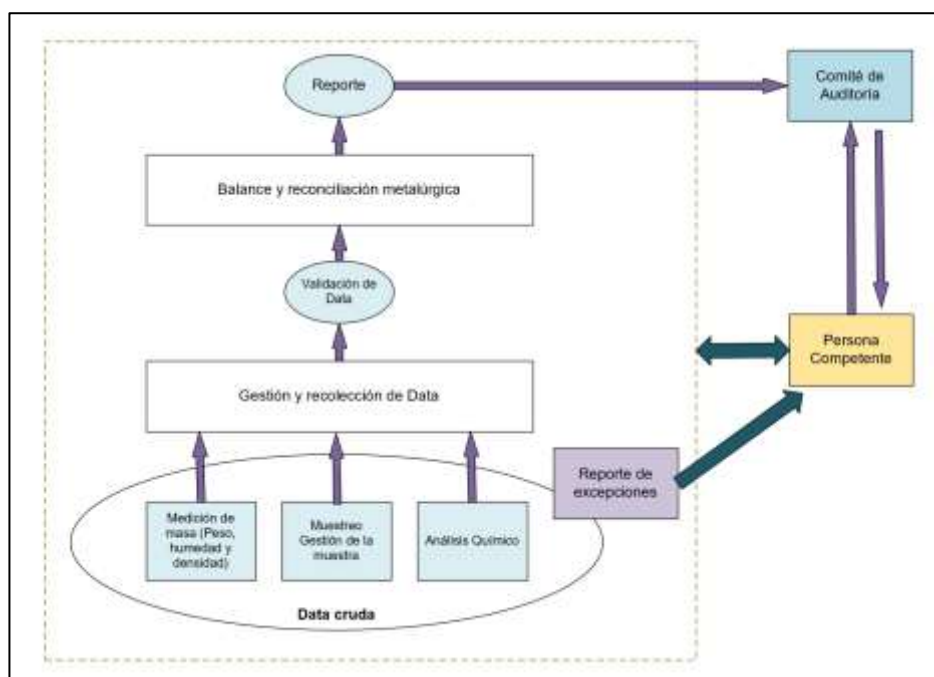 Reporte
Comité de
Auditoría
Balance y reconciliación metalúrgica
Validación de
Data
Persona
Competente
Gestión y recolección de Data
Reporte de
excepciones
Medición de
masa (Peso,
humedad y
densidad)
Muestreo
Gestión de la
muestra
Análisis Químico
Data cruda